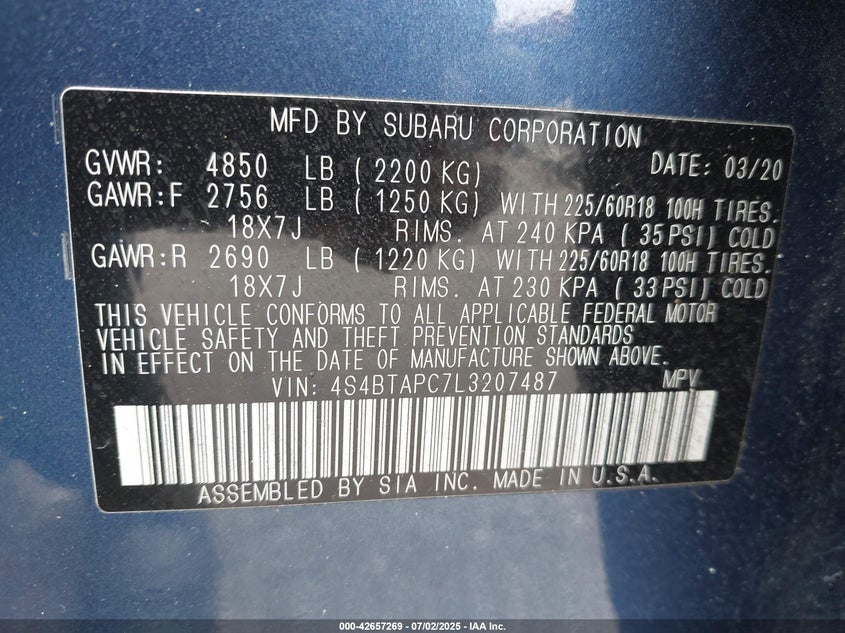 MFD BY SUBARU CORPORATION
GVWR: 4850 LB ( 2200 KG) DATE: 03/20
GAWR:F 2756 LB ( 1250 KG) WITH 225/60R18 100H TIRES.
18X7J RIMS. AT 240 KPA ( 35PSI) COLD
GAWR:R 2690 LB ( 1220 KG) WITH 225/60R18 100H TIRES.
18X7J RIMS. AT 230 KPA ( 33PSI) COLD
THIS VEHICLE CONFORMS TO ALL APPLICABLE FEDERAL MOTOR
VEHICLE SAFETY AND THEFT PREVENTION STANDARDS
IN EFFECT ON THE DATE OF MANUFACTURE SHOWN ABOVE.
VIN: 4S4BTAPC7L3207487 MPV
ASSEMBLED BY SIA INC. MADE IN U.S.A.
000-42657269 - 07/02/2025 - IAA Inc.